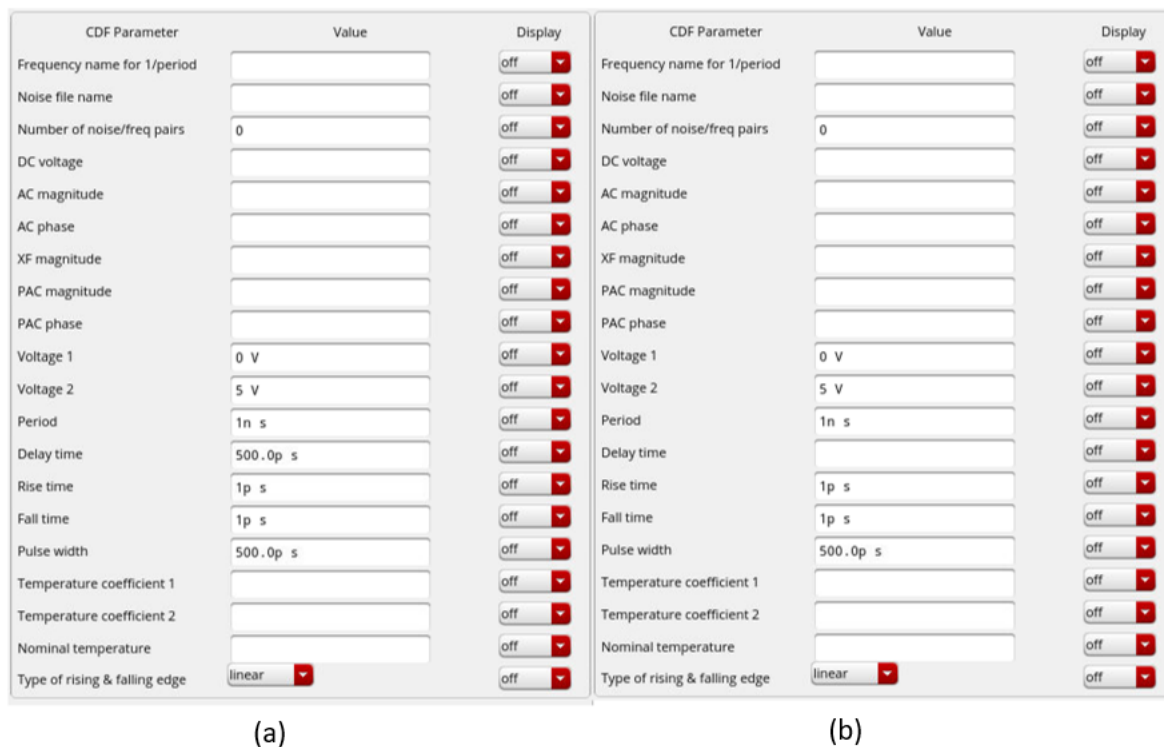 CDF Parameter Value Display
Frequency name for 1/period off
Noise file name off
Number of noise/freq pairs 0 off
DC voltage off
AC magnitude off
AC phase off
XF magnitude off
PAC magnitude off
PAC phase off
Voltage 1 0 V off
Voltage 2 5 V off
Period 1n s off
Delay time 500.0p s off
Rise time 1p s off
Fall time 1p s off
Pulse width 500.0p s off
Temperature coefficient 1 off
Temperature coefficient 2 off
Nominal temperature off
Type of rising & falling edge linear off
(a)
CDF Parameter Value Display
Frequency name for 1/period off
Noise file name off
Number of noise/freq pairs 0 off
DC voltage off
AC magnitude off
AC phase off
XF magnitude off
PAC magnitude off
PAC phase off
Voltage 1 0 V off
Voltage 2 5 V off
Period 1n s off
Delay time off
Rise time 1p s off
Fall time 1p s off
Pulse width 500.0p s off
Temperature coefficient 1 off
Temperature coefficient 2 off
Nominal temperature off
Type of rising & falling edge linear off
(b)